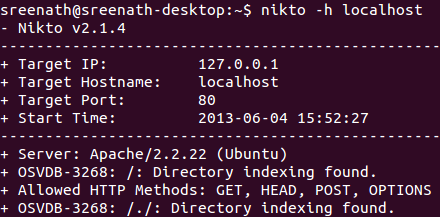 sreenath@sreenath-desktop:~$ nikto -h localhost
- Nikto v2.1.4
---------------------------------------------------------------------------
+ Target IP:          127.0.0.1
+ Target Hostname:    localhost
+ Target Port:        80
+ Start Time:         2013-06-04 15:52:27
---------------------------------------------------------------------------
+ Server: Apache/2.2.22 (Ubuntu)
+ OSVDB-3268: /: Directory indexing found.
+ Allowed HTTP Methods: GET, HEAD, POST, OPTIONS
+ OSVDB-3268: /./: Directory indexing found.